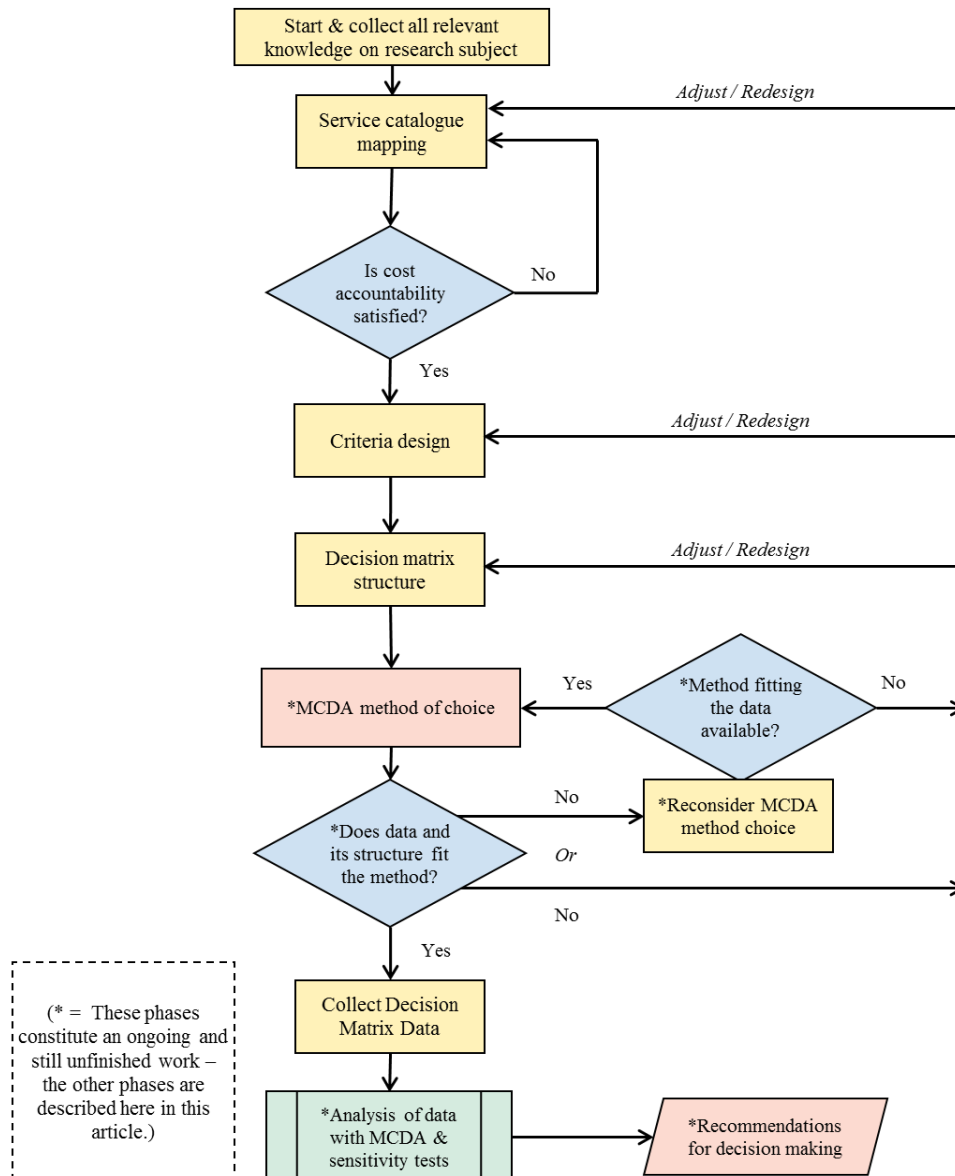 Start & collect all relevant
knowledge on research subject
Adjust / Redesign
Service catalogue
mapping
Is cost
accountability
satisfied?
No
Yes
Adjust / Redesign
Criteria design
Adjust / Redesign
Decision matrix
structure
*MCDA method of choice
Yes
*Method fitting
the data
available?
No
No
*Reconsider MCDA
method choice
*Does data and
its structure fit
the method?
Or
No
Yes
Collect Decision
Matrix Data
(* = These phases
constitute an ongoing and
still unfinished work –
the other phases are
described here in this
article.)
*Analysis of data
with MCDA &
sensitivity tests
*Recommendations
for decision making